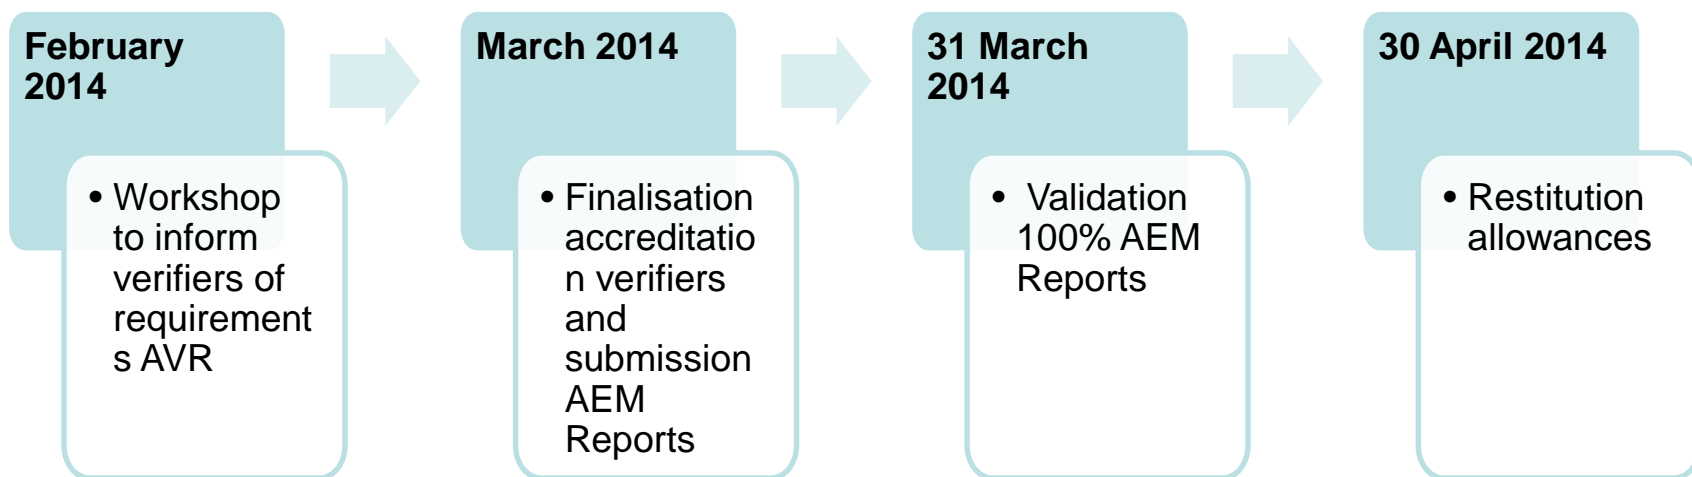 February
2014
• Workshop
to inform
verifiers of
requirement
s AVR
March 2014
• Finalisation
accreditatio
n verifiers
and
submission
AEM
Reports
31 March
2014
• Validation
100% AEM
Reports
30 April 2014
• Restitution
allowances